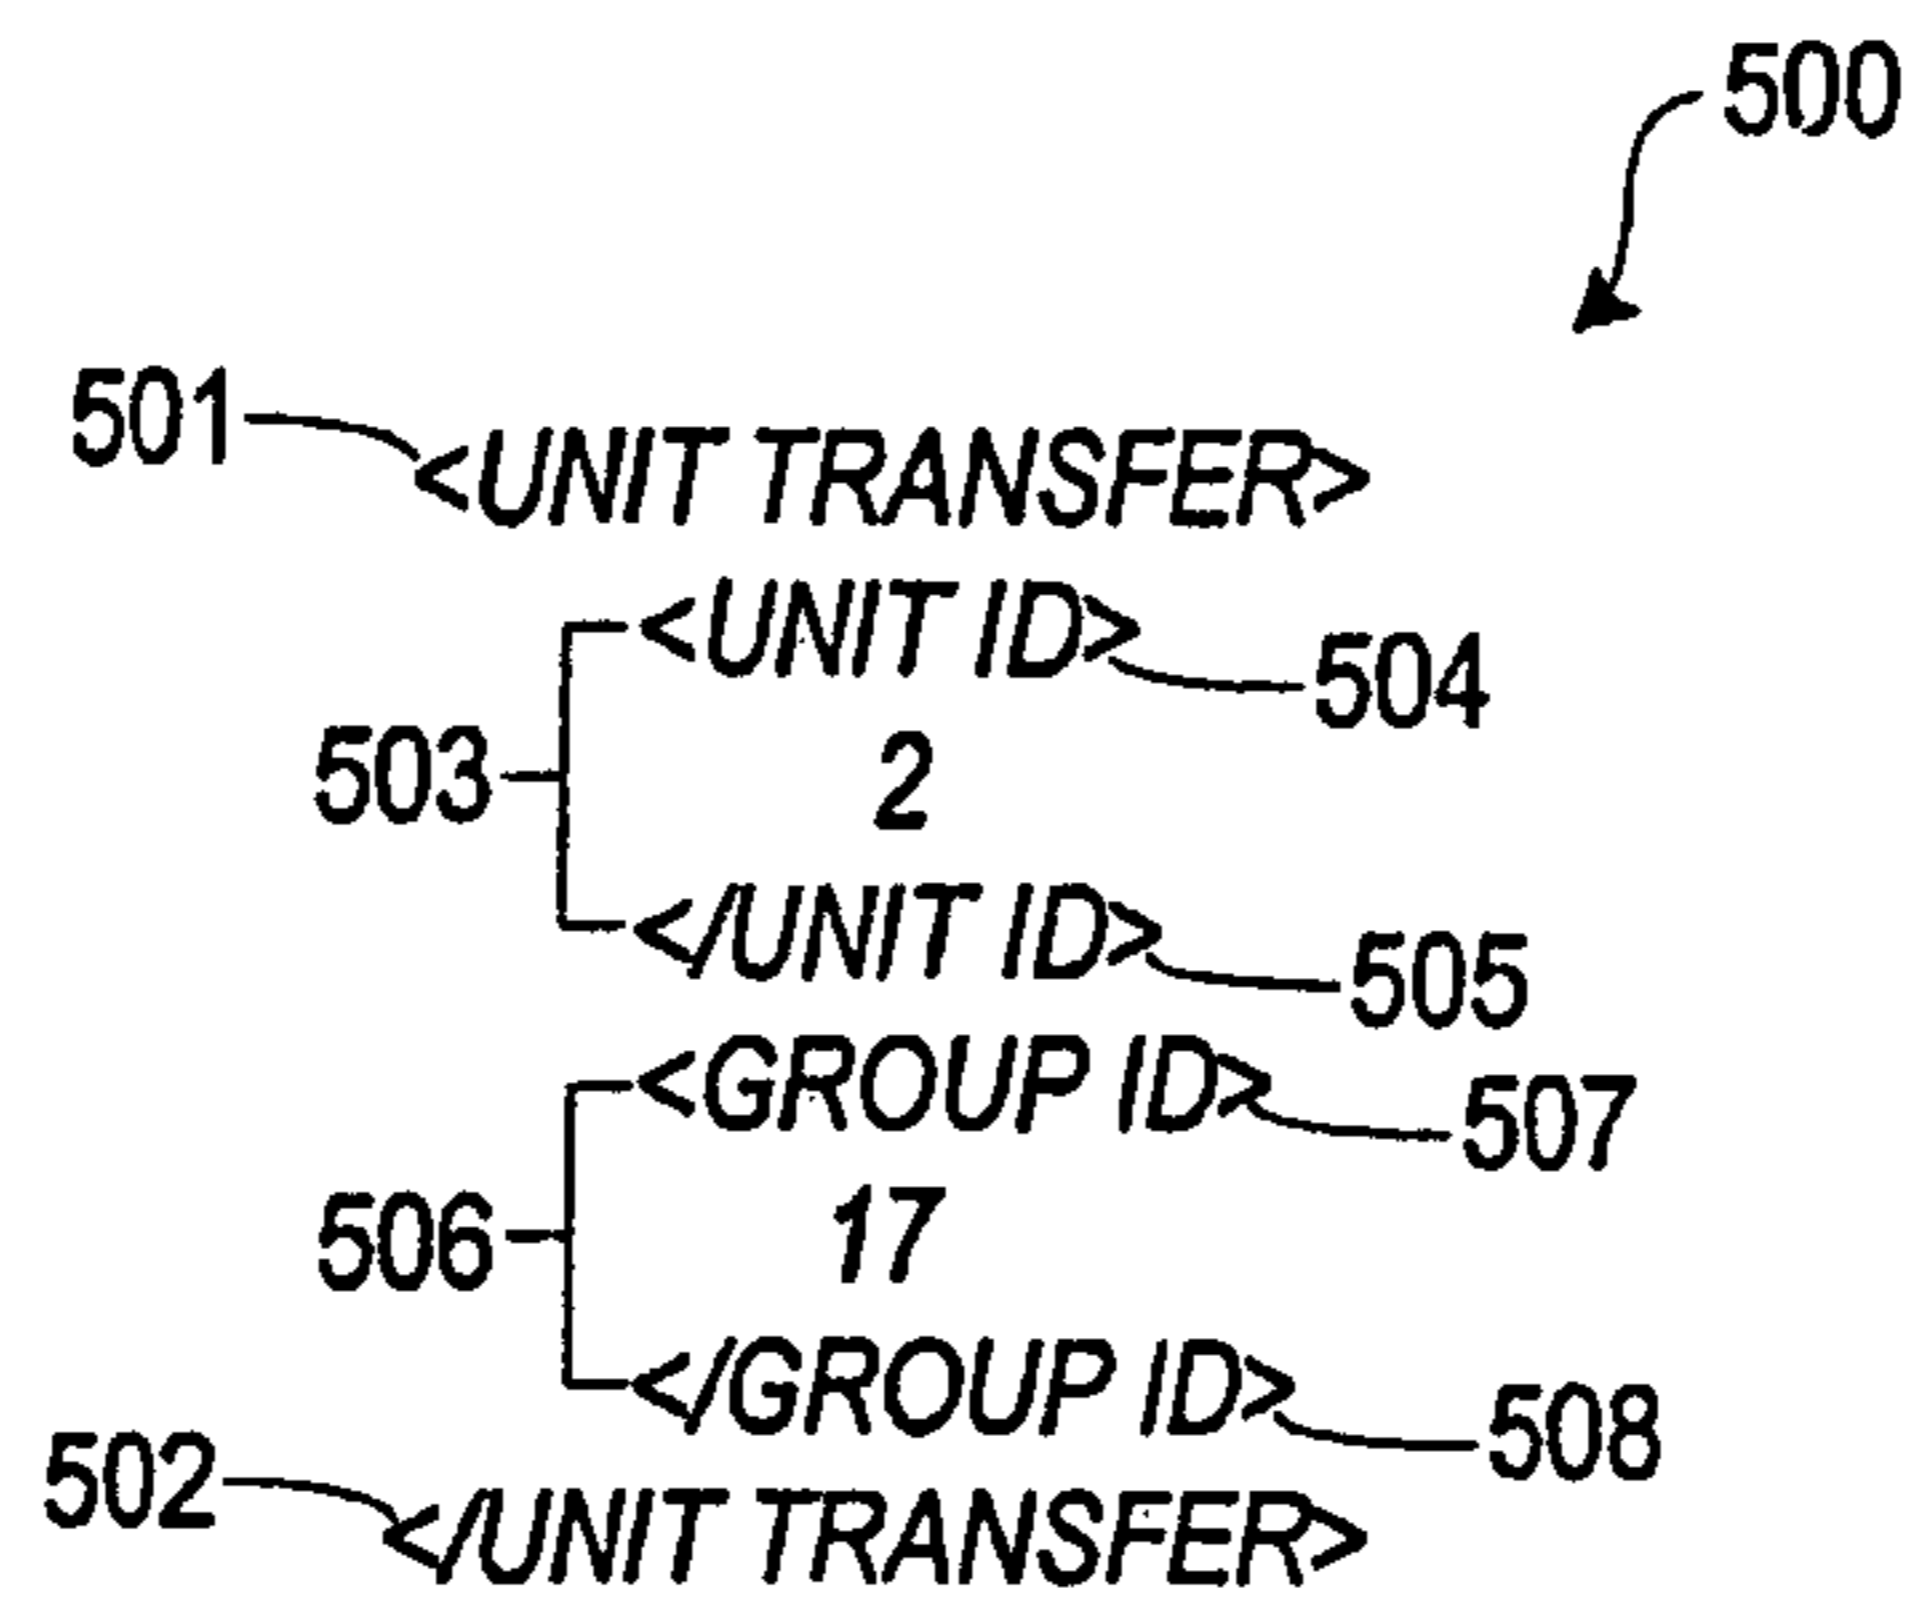 500
501 <UNIT TRANSFER>
<UNIT ID> 504
503 2
</UNIT ID> 505
<GROUP ID> 507
506 17
</GROUP ID> 508
502 </UNIT TRANSFER>